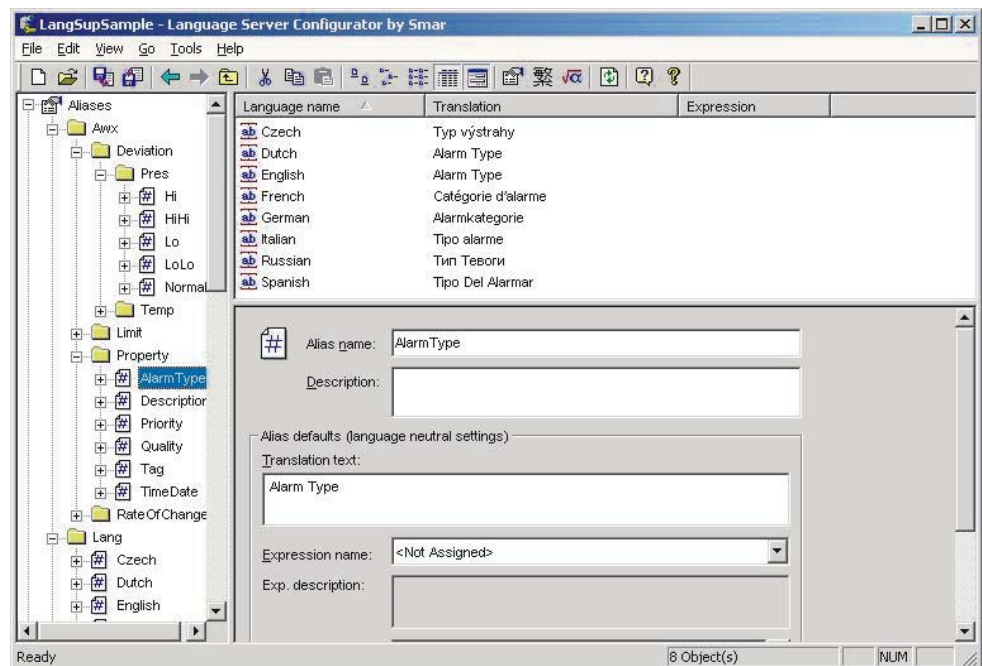 LangSupSample - Language Server Configurator by Smar
File Edit View Go Tools Help
Aliases
Awx
Deviation
Pres
Hi
HiHi
Lo
LoLo
Normal
Temp
Limit
Property
AlarmType
Description
Priority
Quality
Tag
TimeDate
RateOfChange
Lang
Czech
Dutch
English
Language name Translation Expression
Czech Typ výstrahy
Dutch Alarm Type
English Alarm Type
French Catégorie d'alarme
German Alarmkategorie
Italian Tipo alarme
Russian Тип Тевоги
Spanish Tipo Del Alarmar
Alias name: AlarmType
Description:
Alias defaults (language neutral settings)
Translation text:
Alarm Type
Expression name: <Not Assigned>
Exp. description:
Ready 8 Object(s) NUM